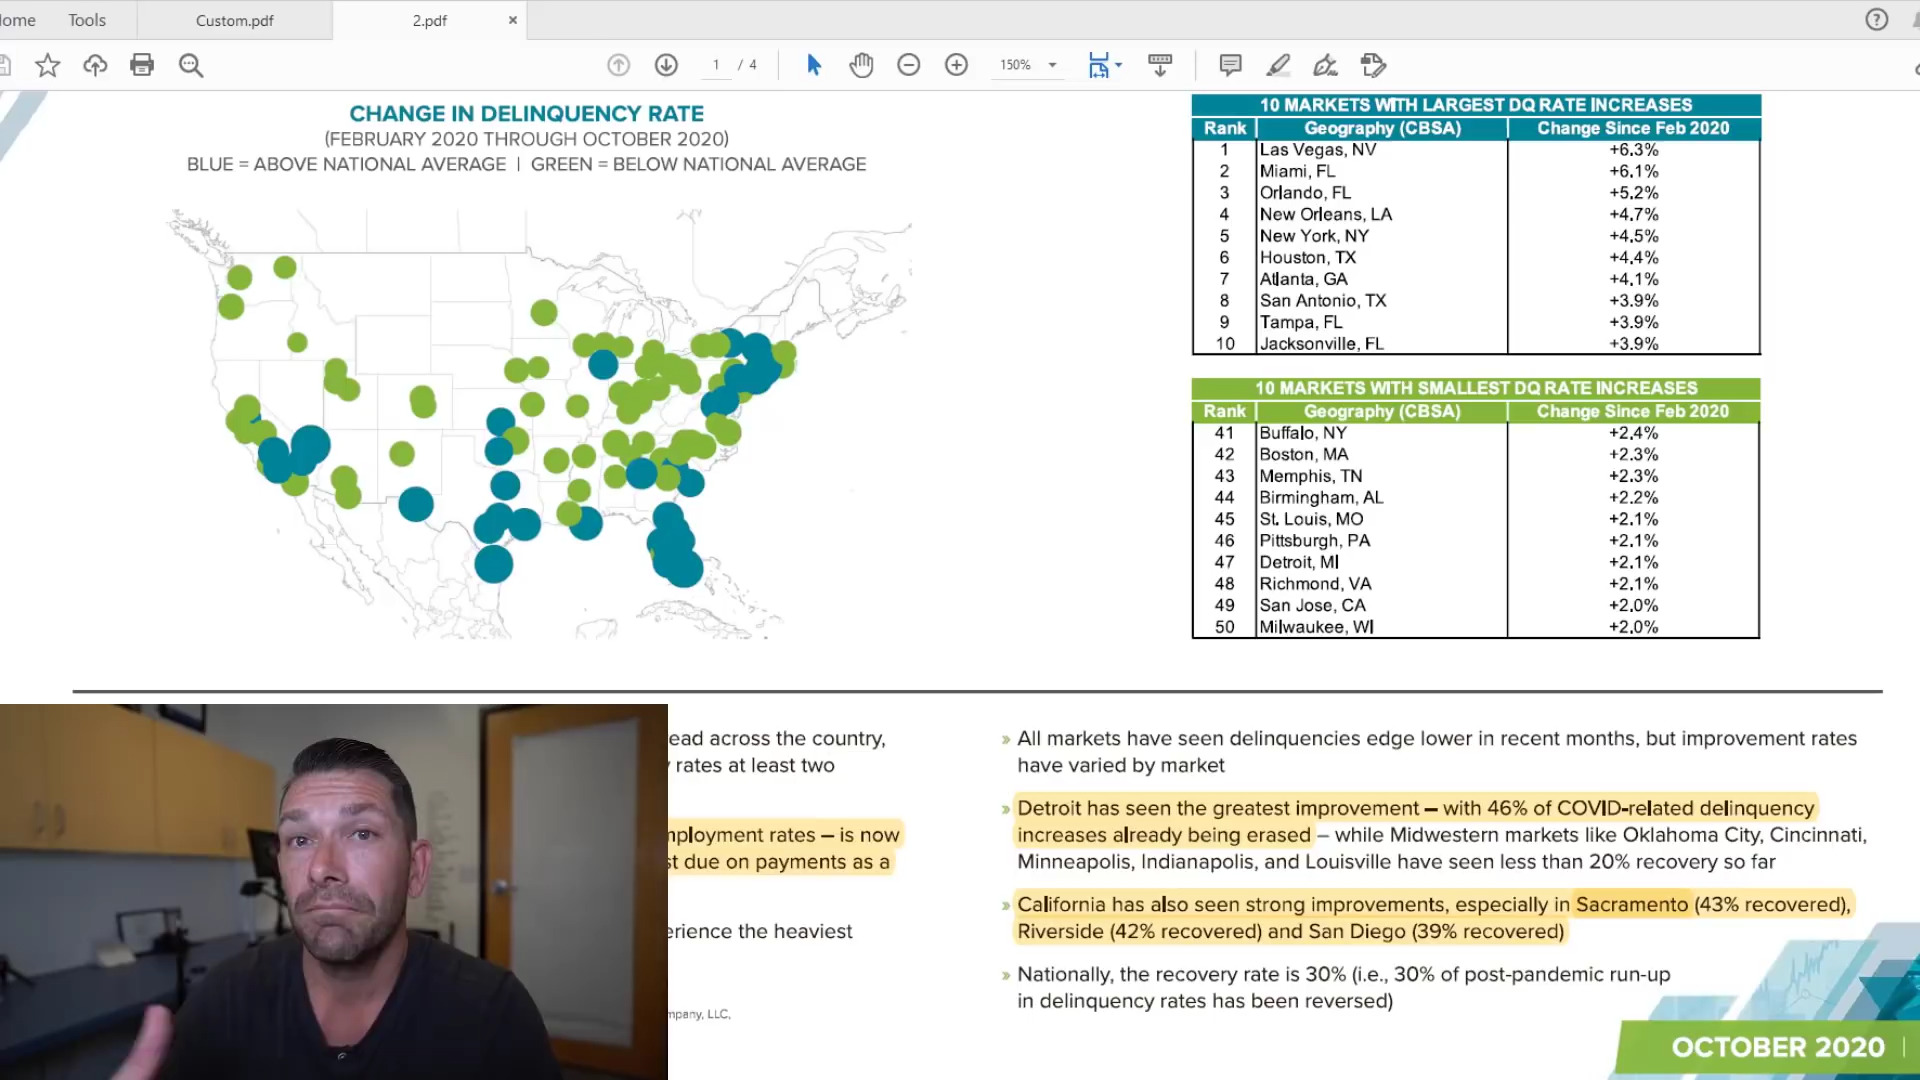 ome Tools Custom.pdf 2.pdf
1 / 4 150%
CHANGE IN DELINQUENCY RATE
(FEBRUARY 2020 THROUGH OCTOBER 2020)
BLUE = ABOVE NATIONAL AVERAGE | GREEN = BELOW NATIONAL AVERAGE
10 MARKETS WITH LARGEST DQ RATE INCREASES
Rank Geography (CBSA) Change Since Feb 2020
1 Las Vegas, NV +6.3%
2 Miami, FL +6.1%
3 Orlando, FL +5.2%
4 New Orleans, LA +4.7%
5 New York, NY +4.5%
6 Houston, TX +4.4%
7 Atlanta, GA +4.1%
8 San Antonio, TX +3.9%
9 Tampa, FL +3.9%
10 Jacksonville, FL +3.9%
10 MARKETS WITH SMALLEST DQ RATE INCREASES
Rank Geography (CBSA) Change Since Feb 2020
41 Buffalo, NY +2.4%
42 Boston, MA +2.3%
43 Memphis, TN +2.3%
44 Birmingham, AL +2.2%
45 St. Louis, MO +2.1%
46 Pittsburgh, PA +2.1%
47 Detroit, MI +2.1%
48 Richmond, VA +2.1%
49 San Jose, CA +2.0%
50 Milwaukee, WI +2.0%
ead across the country,
rates at least two
mployment rates – is now
st due on payments as a
erience the heaviest
mpany, LLC,
» All markets have seen delinquencies edge lower in recent months, but improvement rates
have varied by market
» Detroit has seen the greatest improvement – with 46% of COVID-related delinquency
increases already being erased – while Midwestern markets like Oklahoma City, Cincinnati,
Minneapolis, Indianapolis, and Louisville have seen less than 20% recovery so far
» California has also seen strong improvements, especially in Sacramento (43% recovered),
Riverside (42% recovered) and San Diego (39% recovered)
» Nationally, the recovery rate is 30% (i.e., 30% of post-pandemic run-up
in delinquency rates has been reversed)
OCTOBER 2020 |